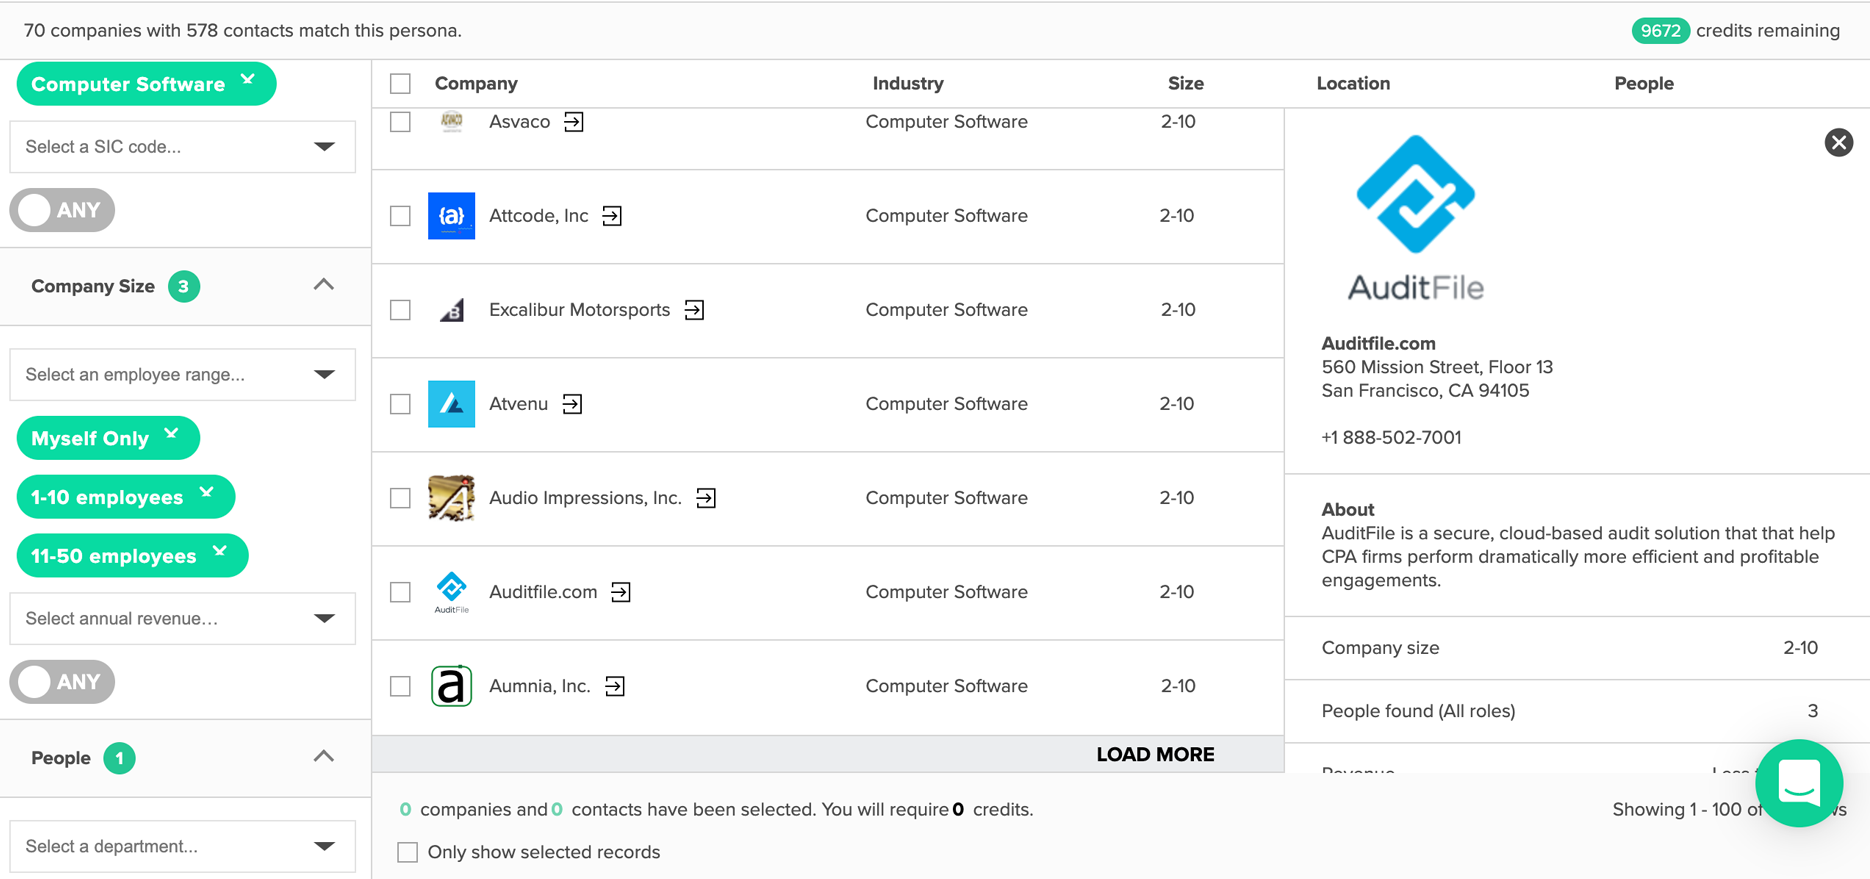 70 companies with 578 contacts match this persona.
9672 credits remaining
Computer Software
Select a SIC code...
ANY
Company Size 3
Select an employee range...
Myself Only
1-10 employees
11-50 employees
Select annual revenue...
ANY
People 1
Select a department...
Company Industry Size Location People
Asvaco Computer Software 2-10
{a} Attcode, Inc Computer Software 2-10
B Excalibur Motorsports Computer Software 2-10
Atvenu Computer Software 2-10
Audio Impressions, Inc. Computer Software 2-10
AuditFile Auditfile.com Computer Software 2-10
a Aumnia, Inc. Computer Software 2-10
LOAD MORE
AuditFile
Auditfile.com
560 Mission Street, Floor 13
San Francisco, CA 94105
+1 888-502-7001
About
AuditFile is a secure, cloud-based audit solution that that help
CPA firms perform dramatically more efficient and profitable
engagements.
Company size 2-10
People found (All roles) 3
Revenue Less
0 companies and 0 contacts have been selected. You will require 0 credits.
Showing 1 - 100 of
Only show selected records